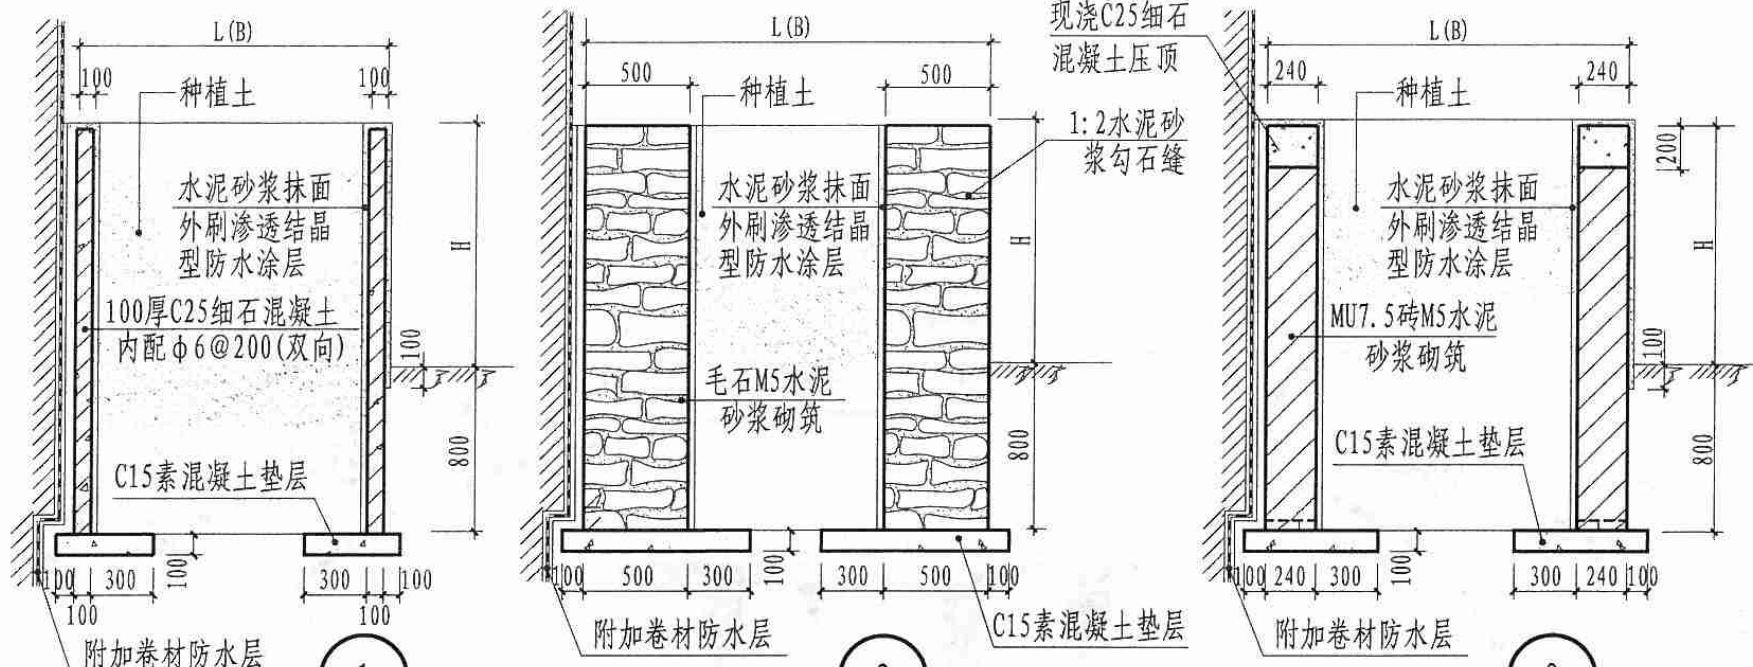 L(B)
100
100
种植土
水泥砂浆抹面
外刷渗透结晶
型防水涂层
H
100厚C25细石混凝土
内配φ6@200(双向)
100
800
C15素混凝土垫层
100
300
100
300
100
100
100
附加卷材防水层
L(B)
500
500
种植土
1:2水泥砂
浆勾石缝
水泥砂浆抹面
外刷渗透结晶
型防水涂层
H
毛石M5水泥
砂浆砌筑
800
100
500
300
100
300
500
100
附加卷材防水层
C15素混凝土垫层
现浇C25细石
混凝土压顶
L(B)
240
240
种植土
200
水泥砂浆抹面
外刷渗透结晶
型防水涂层
H
MU7.5砖M5水泥
砂浆砌筑
100
C15素混凝土垫层
800
100
240
300
100
300
240
100
附加卷材防水层